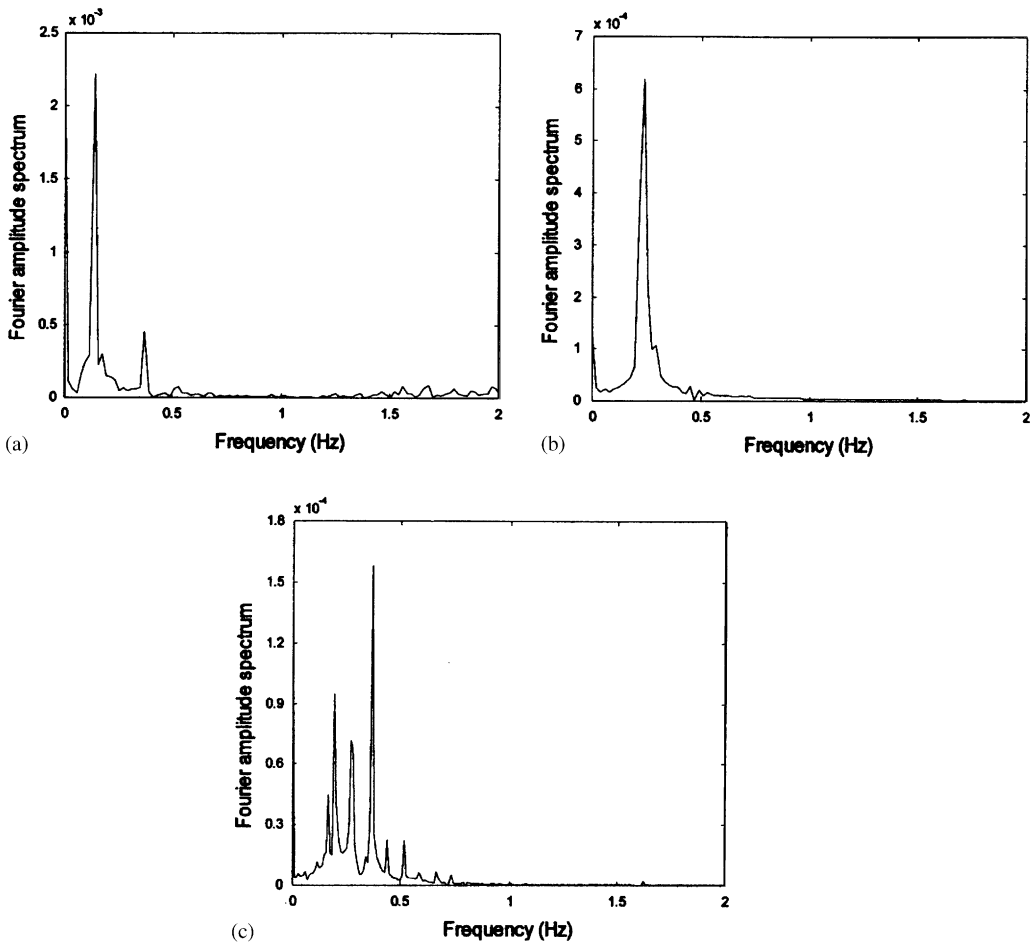 x 10⁻³
2.5
2
1.5
1
0.5
0
Fourier amplitude spectrum
0 0.5 1 1.5 2
Frequency (Hz)
(a)
x 10⁻⁴
7
6
5
4
3
2
1
0
Fourier amplitude spectrum
0 0.5 1 1.5 2
Frequency (Hz)
(b)
x 10⁻⁴
1.8
1.5
1.2
0.9
0.6
0.3
0
Fourier amplitude spectrum
0 0.5 1 1.5 2
Frequency (Hz)
(c)